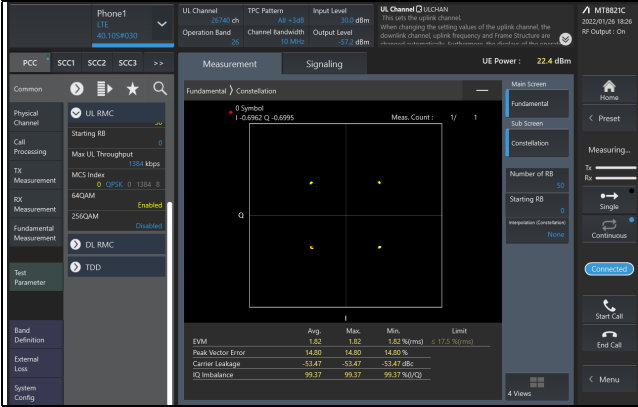 Phone1
LTE
40,105#030
UL Channel
26740 ch
TPC Pattern
All +3dB
Input Level
30.0 dBm
Operation Band
26
Channel Bandwidth
10 MHz
Output Level
-57.2 dBm
UL Channel ULCHAN
This sets the uplink channel.
When changing the setting values of the uplink channel, the
downlink channel, uplink frequency and Frame Structure are
MT8821C
2022/01/26 18:26
RF Output : On
PCC SCC1 SCC2 SCC3 >>
Measurement
Signaling
UE Power : 22.4 dBm
Common
Physical
Channel
Call
Processing
TX
Measurement
RX
Measurement
Fundamental
Measurement
Test
Parameter
Band
Definition
External
Loss
System
Config
UL RMC
50
Starting RB
0
Max UL Throughput
1384 kbps
MCS Index
0 QPSK 0 1384 8
64QAM
Enabled
256QAM
Disabled
DL RMC
TDD
Fundamental > Constellation
0 Symbol
I -0.6962 Q -0.6995
Meas. Count : 1/ 1
Q
I
Avg. Max. Min. Limit
EVM 1.82 1.82 1.82 %(rms) ≤ 17.5 %(rms)
Peak Vector Error 14.80 14.80 14.80 %
Carrier Leakage -53.47 -53.47 -53.47 dBc
IQ Imbalance 99.37 99.37 99.37 %(I/Q)
Main Screen
Fundamental
Sub Screen
Constellation
Number of RB
50
Starting RB
0
Interpolation (Constellation)
None
4 Views
Home
< Preset
Measuring...
Tx
Rx
Single
Continuous
Connected
Start Call
End Call
< Menu